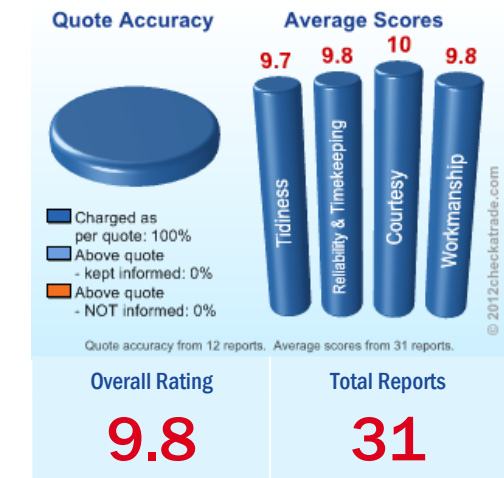 Quote Accuracy
Average Scores
9.7
9.8
10
9.8
Tidiness
Reliability & Timekeeping
Courtesy
Workmanship
Charged as
per quote: 100%
Above quote
- kept informed: 0%
Above quote
- NOT informed: 0%
© 2012checkatrade.com
Quote accuracy from 12 reports. Average scores from 31 reports.
Overall Rating
Total Reports
9.8
31